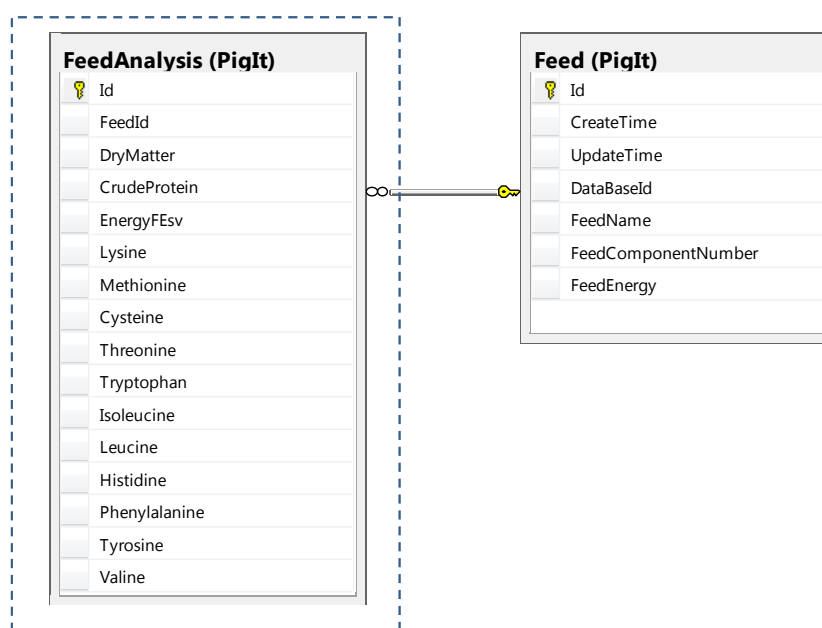 FeedAnalysis (PigIt)
Id
FeedId
DryMatter
CrudeProtein
EnergyFEsv
Lysine
Methionine
Cysteine
Threonine
Tryptophan
Isoleucine
Leucine
Histidine
Phenylalanine
Tyrosine
Valine
Feed (PigIt)
Id
CreateTime
UpdateTime
DataBaseId
FeedName
FeedComponentNumber
FeedEnergy